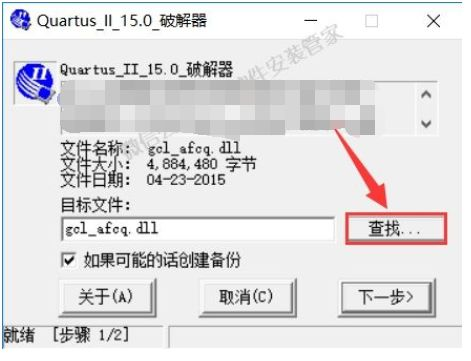 Quartus_II_15.0_破解器
Quartus_II_15.0_破解器
文件名称: gcl_afcq.dll
文件大小: 4,884,480 字节
文件日期: 04-23-2015
目标文件:
gcl_afcq.dll
查找...
如果可能的话创建备份
关于(A)
取消(C)
下一步>
就绪 [步骤 1/2]